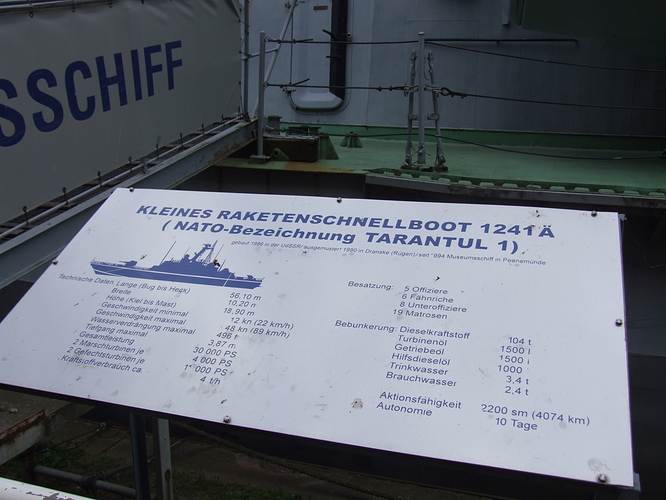 SSCHIFF
KLEINES RAKETENSCHNELLBOOT 1241Ä
( NATO-Bezeichnung TARANTUL 1)
gebaut 1986 in der UdSSR/ausgemustert 1990 in Dranske (Rügen)/seit 1994 Museumsschiff in Peenemünde
Technische Daten: Länge (Bug bis Heck) 56,10 m
Breite 10,20 m
Höhe (Kiel bis Mast) 18,90 m
Geschwindigkeit minimal 12 kn (22 km/h)
Geschwindigkeit maximal 48 kn (89 km/h)
Wasserverdrängung maximal 496 t
Tiefgang maximal 3,87 m
Gesamtleistung 30 000 PS
2 Marschturbinen je 4 000 PS
2 Gefechtsturbinen je 11 000 PS
Kraftstoffverbrauch ca. 4 t/h
Besatzung: 5 Offiziere
6 Fähnriche
8 Unteroffiziere
19 Matrosen
Bebunkerung: Dieselkraftstoff 104 t
Turbinenöl 1500 l
Getriebeöl 1500 l
Hilfsdieselöl 1000
Trinkwasser 3,4 t
Brauchwasser 2,4 t
Aktionsfähigkeit 2200 sm (4074 km)
Autonomie 10 Tage